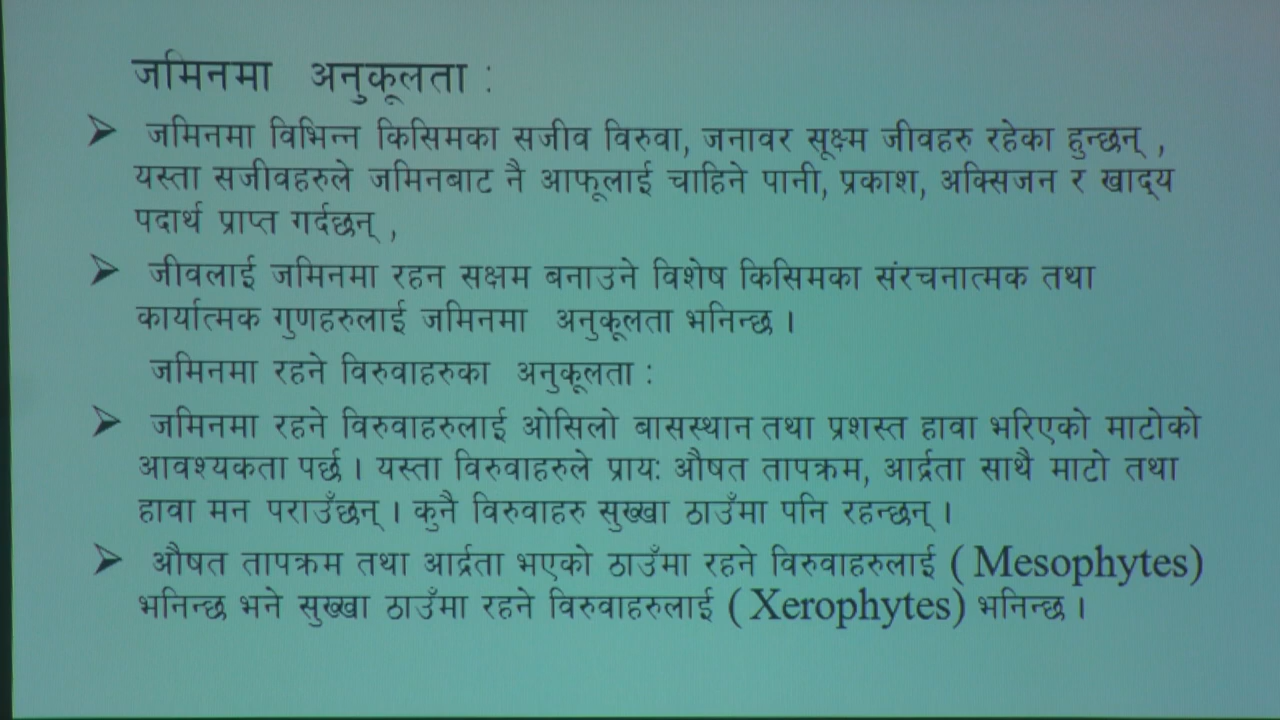 जमिनमा अनुकूलता :
➢ जमिनमा विभिन्न किसिमका सजीव विरुवा, जनावर सूक्ष्म जीवहरु रहेका हुन्छन् ,
यस्ता सजीवहरुले जमिनबाट नै आफूलाई चाहिने पानी, प्रकाश, अक्सिजन र खाद्य
पदार्थ प्राप्त गर्दछन् ,
➢ जीवलाई जमिनमा रहन सक्षम बनाउने विशेष किसिमका संरचनात्मक तथा
कार्यात्मक गुणहरुलाई जमिनमा अनुकूलता भनिन्छ ।
जमिनमा रहने विरुवाहरुका अनुकूलता :
➢ जमिनमा रहने विरुवाहरुलाई ओसिलो बासस्थान तथा प्रशस्त हावा भरिएको माटोको
आवश्यकता पर्छ । यस्ता विरुवाहरुले प्रायः औषत तापक्रम, आर्द्रता साथै माटो तथा
हावा मन पराउँछन् । कुनै विरुवाहरु सुख्खा ठाउँमा पनि रहन्छन् ।
➢ औषत तापक्रम तथा आर्द्रता भएको ठाउँमा रहने विरुवाहरुलाई ( Mesophytes)
भनिन्छ भने सुख्खा ठाउँमा रहने विरुवाहरुलाई ( Xerophytes) भनिन्छ ।